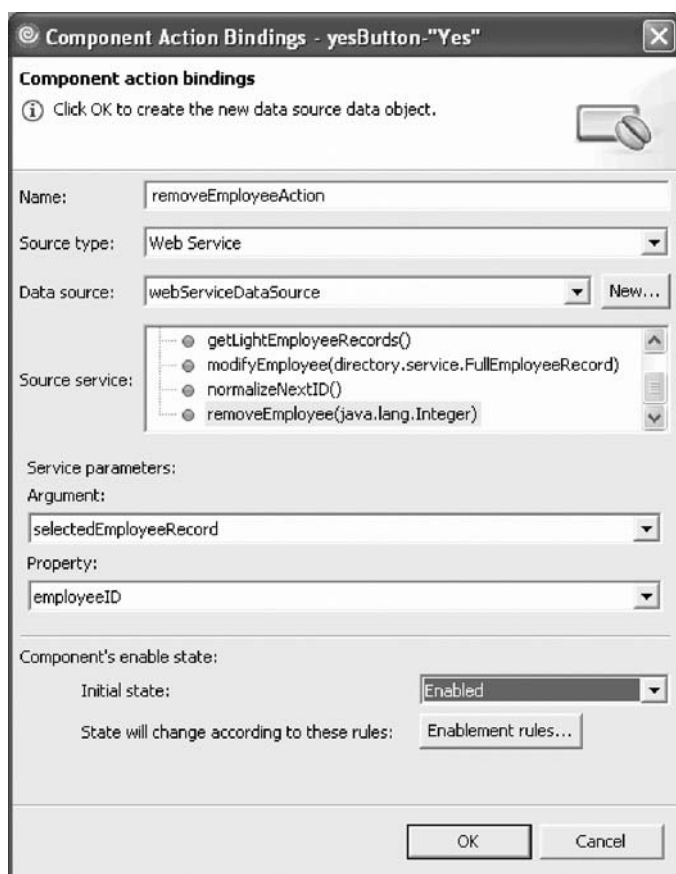 Component Action Bindings - yesButton-"Yes"
Component action bindings
Click OK to create the new data source data object.
Name: removeEmployeeAction
Source type: Web Service
Data source: webServiceDataSource New...
Source service:
getLightEmployeeRecords()
modifyEmployee(directory.service.FullEmployeeRecord)
normalizeNextID()
removeEmployee(java.lang.Integer)
Service parameters:
Argument:
selectedEmployeeRecord
Property:
employeeID
Component's enable state:
Initial state: Enabled
State will change according to these rules: Enablement rules...
OK Cancel